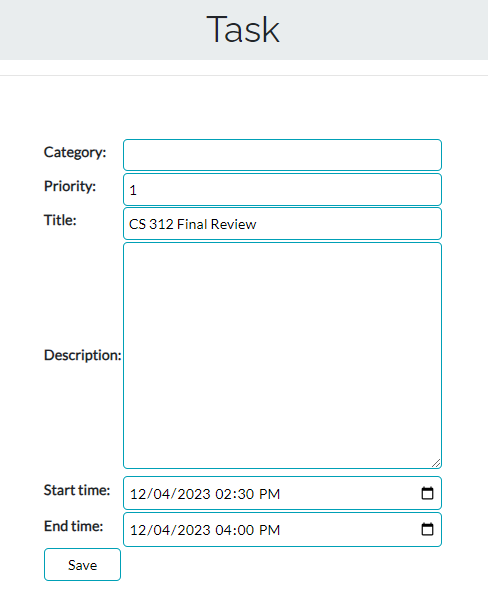 Task
Category:
Priority: 1
Title: CS 312 Final Review
Description:
Start time: 12/04/2023 02:30 PM
End time: 12/04/2023 04:00 PM
Save